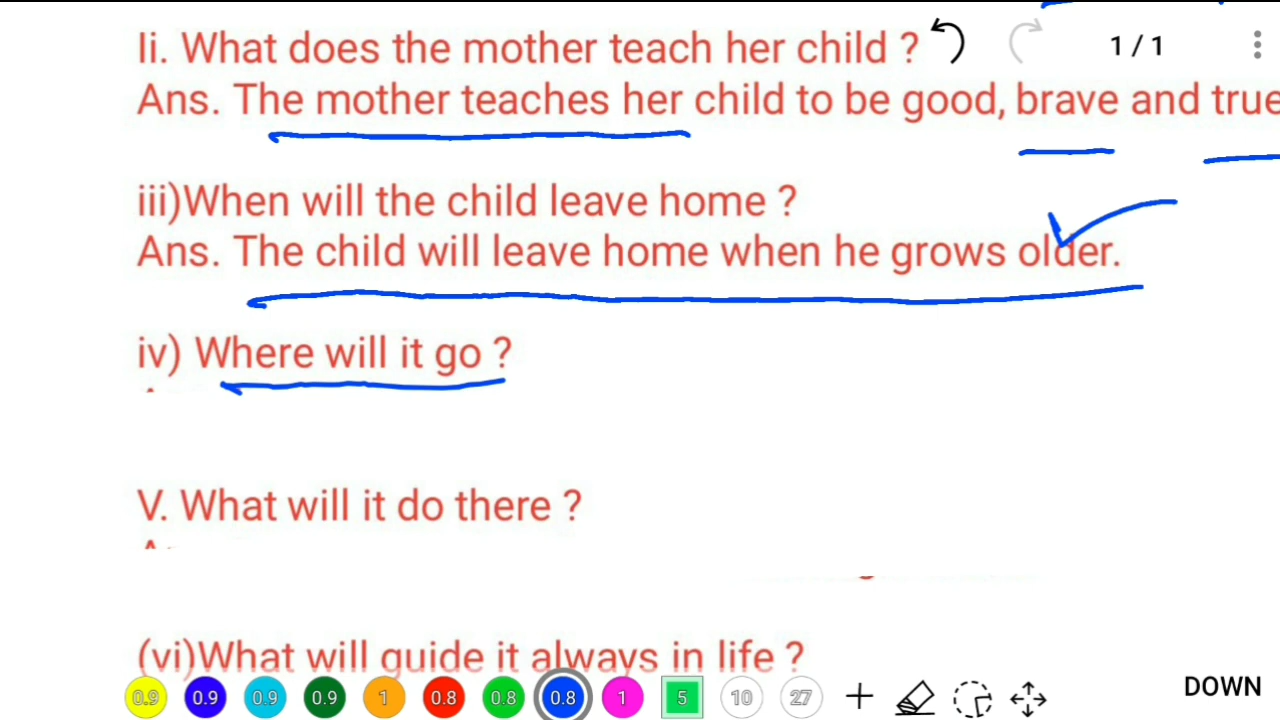 Ii. What does the mother teach her child ?
1 / 1
Ans. The mother teaches her child to be good, brave and true
iii)When will the child leave home ?
Ans. The child will leave home when he grows older.
iv) Where will it go ?
V. What will it do there ?
(vi)What will guide it always in life ?
0.9 0.9 0.9 0.9 1 0.8 0.8 0.8 1 5 10 27
DOWN